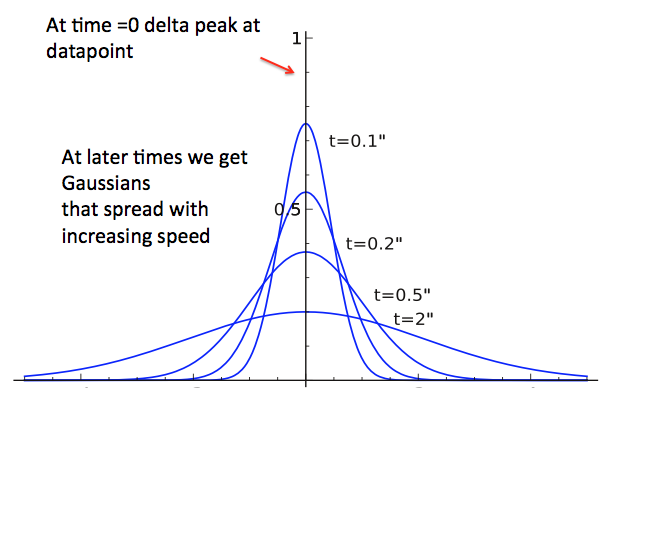 At time =0 delta peak at
datapoint
1
t=0.1"
At later times we get
Gaussians
that spread with
increasing speed
0.5
t=0.2"
t=0.5"
t=2"